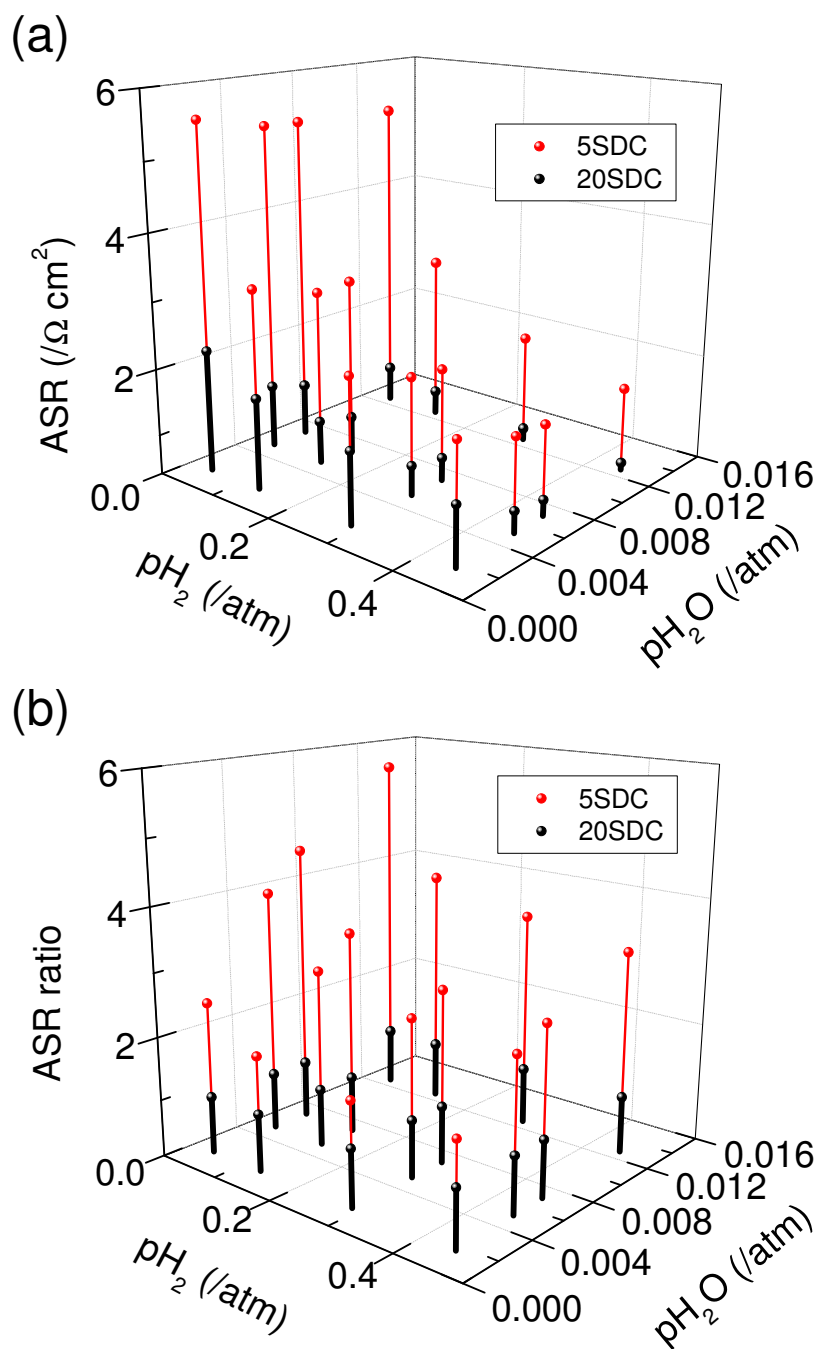 (a)
6
4
2
0.0
ASR (/Ω cm²)
5SDC
20SDC
0.2
0.4
pH₂ (/atm)
0.000
0.004
0.008
0.012
0.016
pH₂O (/atm)
(b)
6
4
2
0.0
ASR ratio
5SDC
20SDC
0.2
0.4
pH₂ (/atm)
0.000
0.004
0.008
0.012
0.016
pH₂O (/atm)